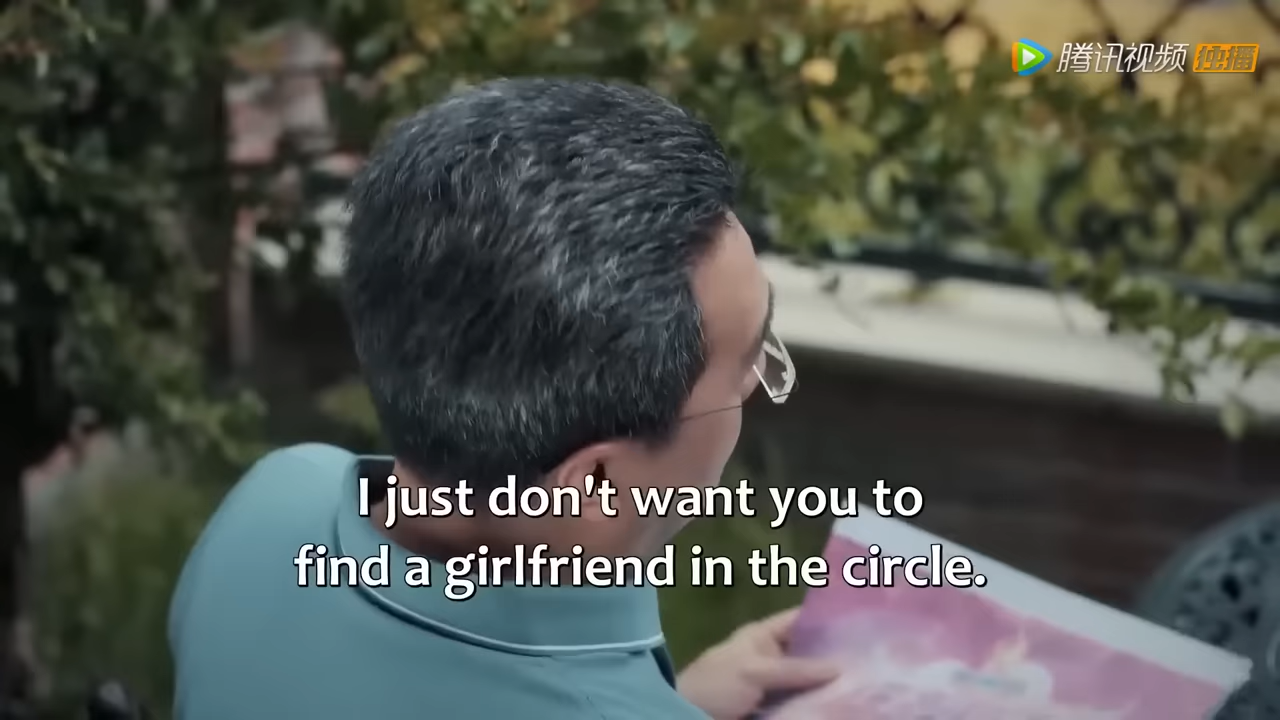 腾讯视频 独播
I just don't want you to
find a girlfriend in the circle.